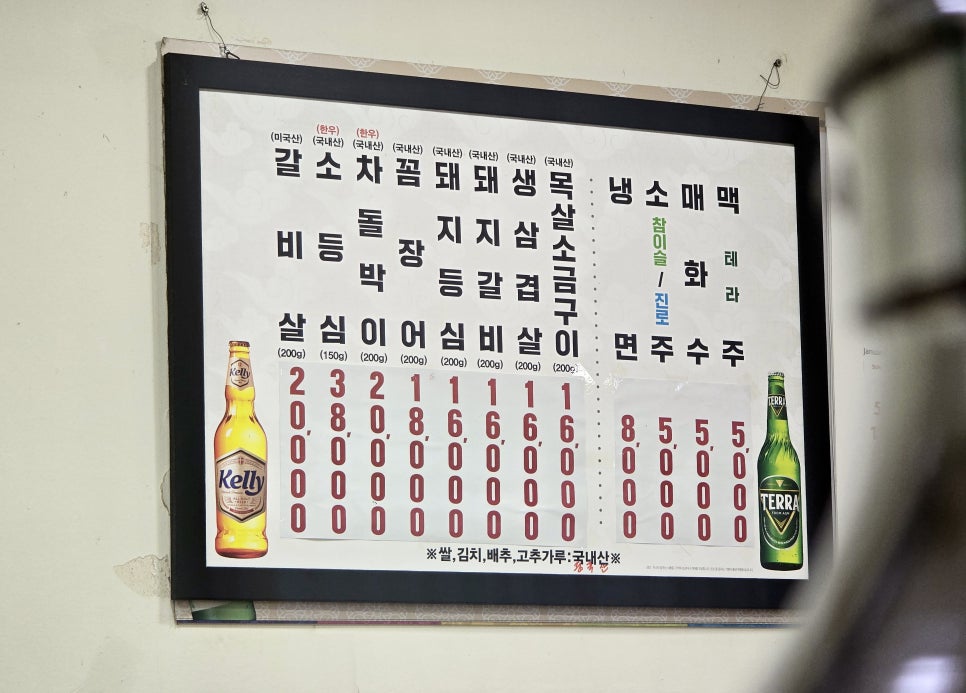 (미국산) 갈비살 (200g) 20,000
(한우) (국내산) 소등심 (150g) 38,000
(한우) (국내산) 차돌박이 (200g) 20,000
(국내산) 꼼장어 (200g) 18,000
(국내산) 돼지등심 (200g) 16,000
(국내산) 돼지갈비 (200g) 16,000
(국내산) 생삼겹살 (200g) 16,000
(국내산) 목살소금구이 (200g) 16,000
냉면 8,000
소주 참이슬/진로 5,000
매화수 5,000
맥주 테라 5,000
※쌀,김치,배추,고추가루:국내산※
Kelly
Kelly
TERRA
TERRA